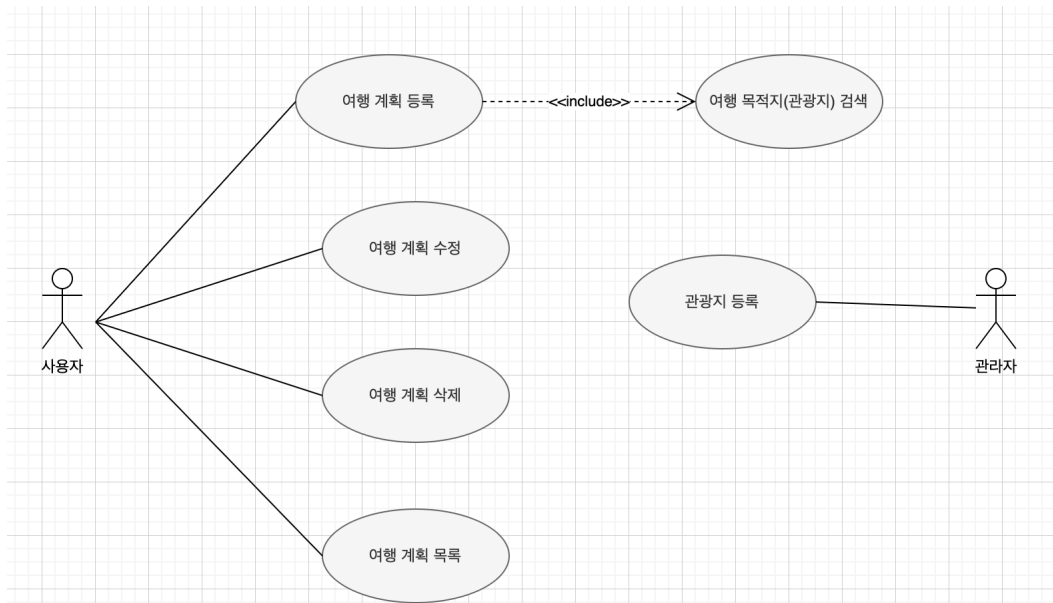 여행 계획 등록
<<include>>
여행 목적지(관광지) 검색
여행 계획 수정
관광지 등록
사용자
관라자
여행 계획 삭제
여행 계획 목록